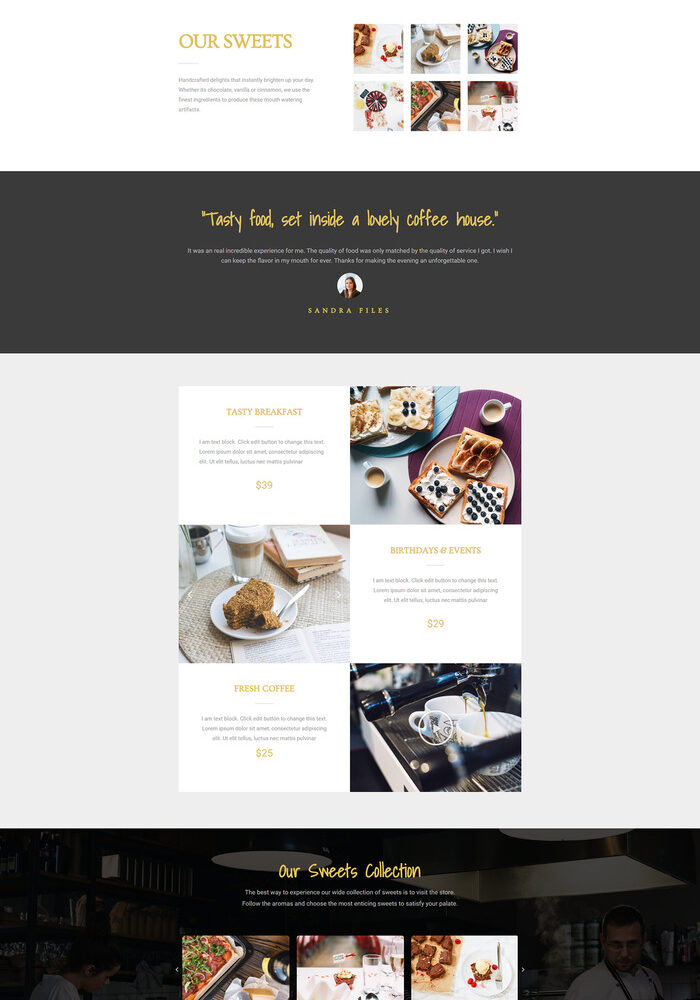 OUR SWEETS
Handcrafted delights that instantly brighten up your day.
Whether its chocolate, vanilla or cinnamon, we use the
finest ingredients to produce these mouth watering
artifacts.
"Tasty food, set inside a lovely coffee house."
It was an real incredible experience for me. The quality of food was only matched by the quality of service I got. I wish I
can keep the flavor in my mouth for ever. Thanks for making the evening an unforgettable one.
SANDRA FILES
TASTY BREAKFAST
I am text block. Click edit button to change this text.
Lorem ipsum dolor sit amet, consectetur adipiscing
elit. Ut elit tellus, luctus nec mattis pulvinar
$39
BIRTHDAYS & EVENTS
I am text block. Click edit button to change this text.
Lorem ipsum dolor sit amet, consectetur adipiscing
elit. Ut elit tellus, luctus nec mattis pulvinar
$29
FRESH COFFEE
I am text block. Click edit button to change this text.
Lorem ipsum dolor sit amet, consectetur adipiscing
elit. Ut elit tellus, luctus nec mattis pulvinar
$25
Our Sweets Collection
The best way to experience our wide collection of sweets is to visit the store.
Follow the aromas and choose the most enticing sweets to satisfy your palate.